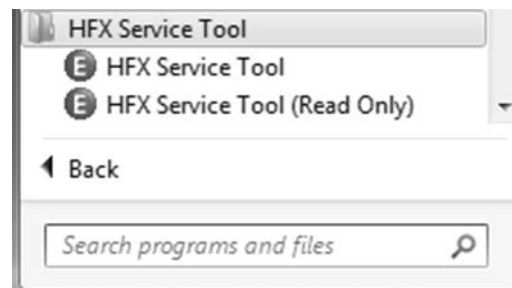 HFX Service Tool
HFX Service Tool
HFX Service Tool (Read Only)
Back
Search programs and files